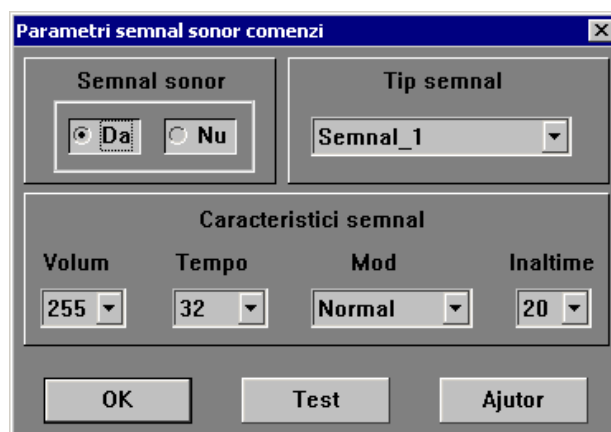 Parametri semnal sonor comenzi
Semnal sonor
Da Nu
Tip semnal
Semnal_1
Caracteristici semnal
Volum Tempo Mod Inaltime
255 32 Normal 20
OK Test Ajutor